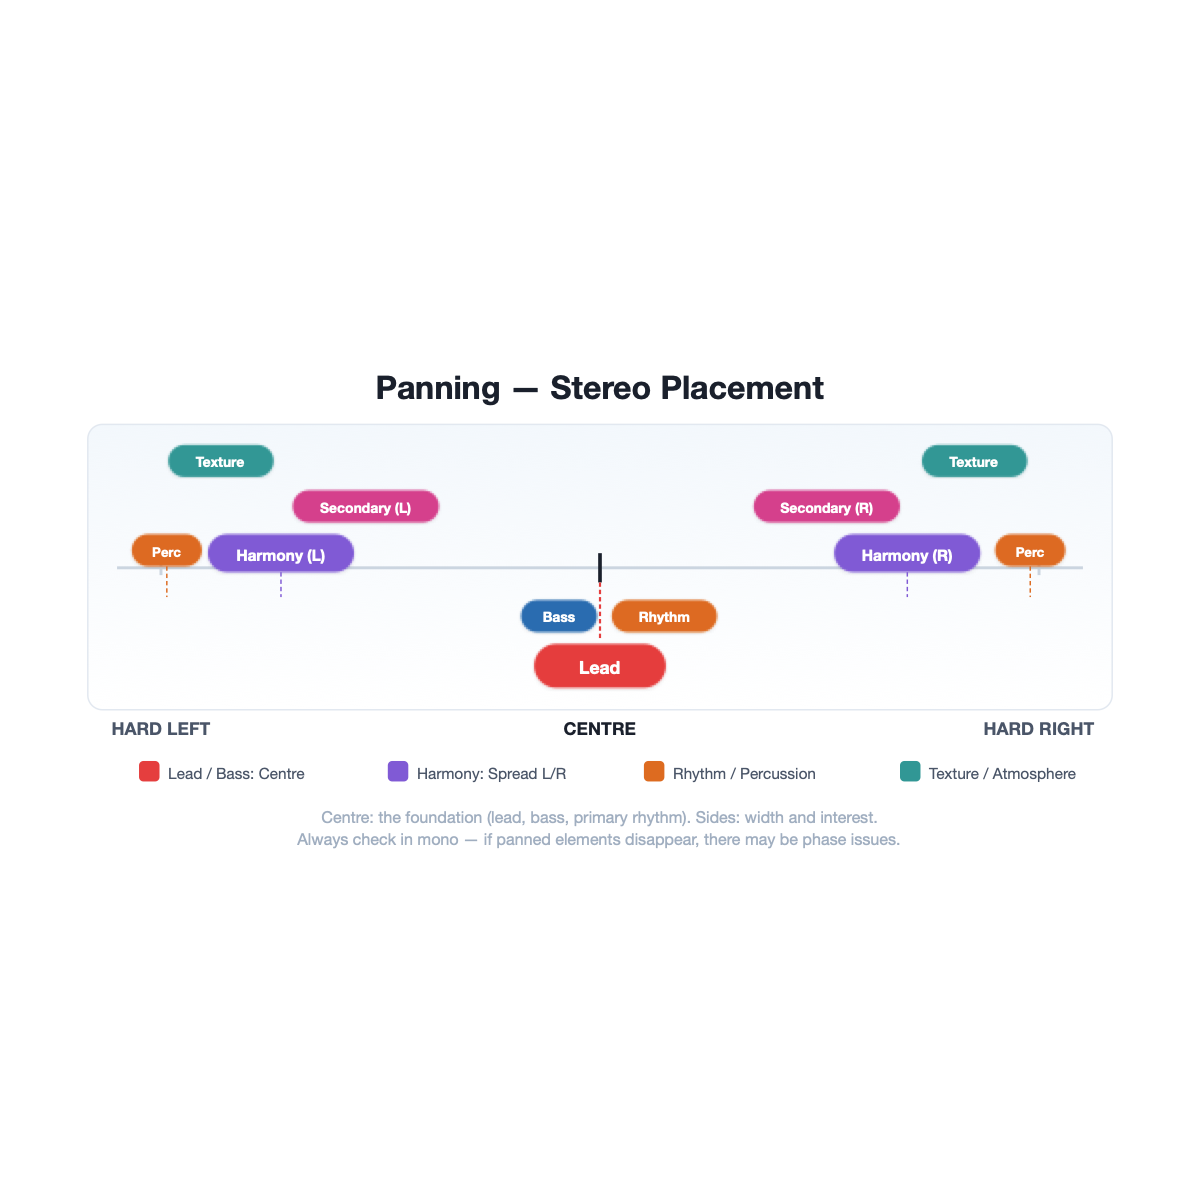 Panning — Stereo Placement
Texture
Texture
Secondary (L)
Secondary (R)
Perc
Harmony (L)
Harmony (R)
Perc
Bass
Rhythm
Lead
HARD LEFT
CENTRE
HARD RIGHT
Lead / Bass: Centre
Harmony: Spread L/R
Rhythm / Percussion
Texture / Atmosphere
Centre: the foundation (lead, bass, primary rhythm). Sides: width and interest.
Always check in mono — if panned elements disappear, there may be phase issues.